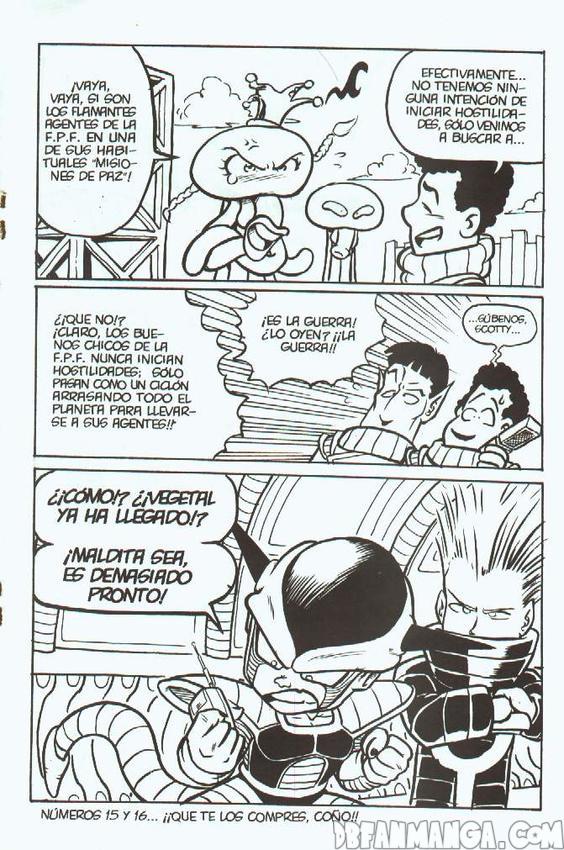 ¡VAYA,
VAYA, SI SON
LOS FLAMANTES
AGENTES DE LA
F.P.F. EN UNA
DE SUS HABI-
TUALES "MISIO-
NES DE PAZ"!
EFECTIVAMENTE...
NO TENEMOS NIN-
GUNA INTENCIÓN DE
INICIAR HOSTILIDA-
DES, SÓLO VENIMOS
A BUSCAR A...
¿¡QUE NO!?
¡CLARO, LOS BUE-
NOS CHICOS DE
LA F.P.F. NUNCA INICIAN
HOSTILIDADES; SÓLO
PASAN COMO UN CICLÓN
ARRASANDO TODO EL
PLANETA PARA LLEVAR-
SE A SUS AGENTES!!
¡ES LA GUERRA!
¿LO OYEN? ¡¡LA
GUERRA!!
...SÚBENOS,
SCOTTY...
¿¡CÓMO!? ¿¡VEGETAL
YA HA LLEGADO!?
¡MALDITA SEA,
ES DEMASIADO
PRONTO!
NÚMEROS 15 Y 16... ¡¡QUE TE LOS COMPRES, COÑO!!
DBFANMANGA.COM